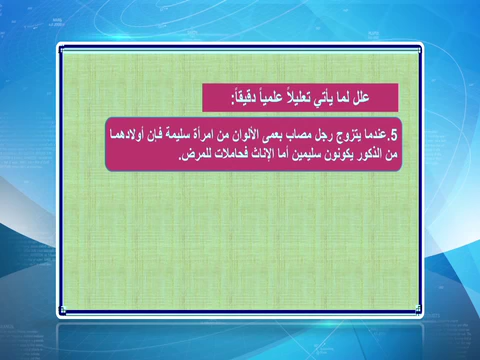 علل لما يأتي تعليلاً علمياً دقيقاً:
5.عندما يتزوج رجل مصاب بعمى الألوان من امرأة سليمة فإن أولادهما
من الذكور يكونون سليمين أما الإناث فحاملات للمرض.